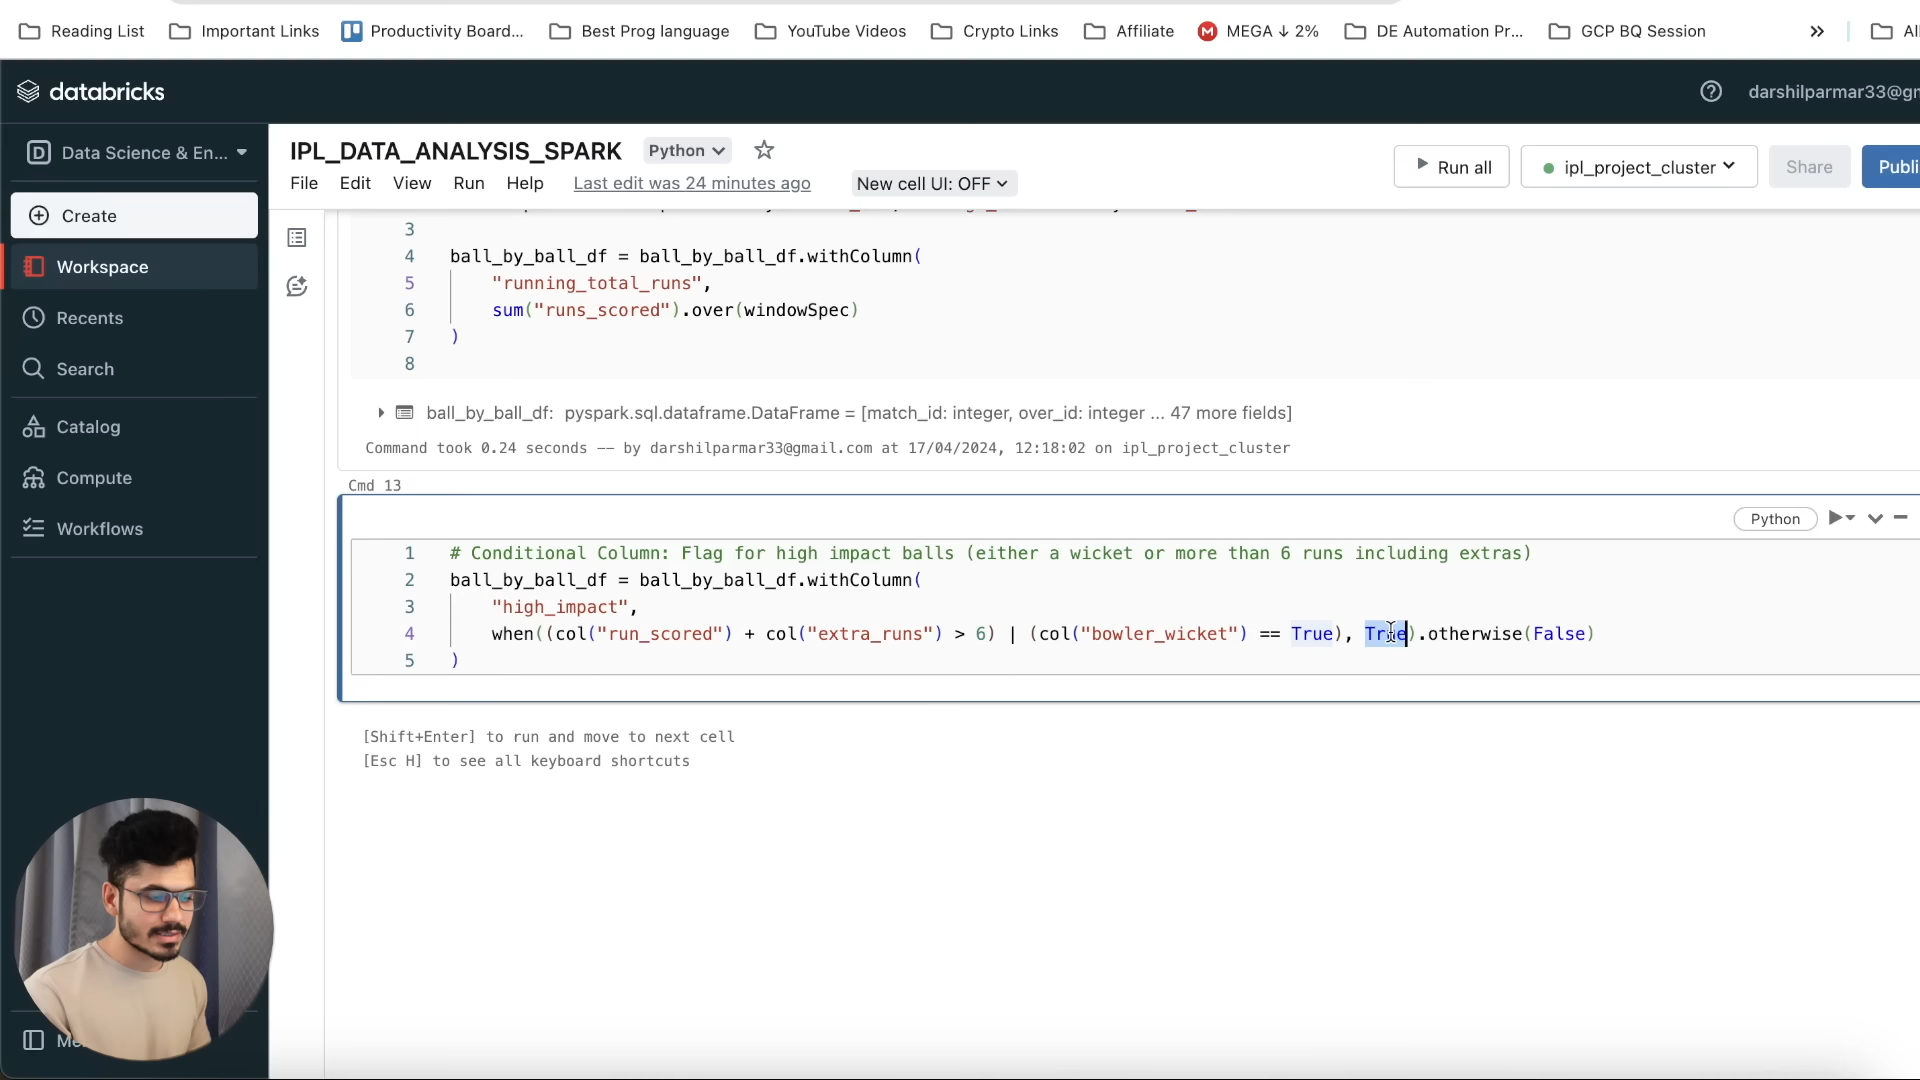 Reading List
Important Links
Productivity Board...
Best Prog language
YouTube Videos
Crypto Links
Affiliate
MEGA ↓ 2%
DE Automation Pr...
GCP BQ Session
»
databricks
darshilparmar33@
Data Science & En...
Create
Workspace
Recents
Search
Catalog
Compute
Workflows
IPL_DATA_ANALYSIS_SPARK
Python
File Edit View Run Help Last edit was 24 minutes ago New cell UI: OFF
Run all
ipl_project_cluster
Share
3
4 ball_by_ball_df = ball_by_ball_df.withColumn(
5 "running_total_runs",
6 sum("runs_scored").over(windowSpec)
7 )
8
ball_by_ball_df: pyspark.sql.dataframe.DataFrame = [match_id: integer, over_id: integer ... 47 more fields]
Command took 0.24 seconds -- by darshilparmar33@gmail.com at 17/04/2024, 12:18:02 on ipl_project_cluster
Cmd 13
Python
1 # Conditional Column: Flag for high impact balls (either a wicket or more than 6 runs including extras)
2 ball_by_ball_df = ball_by_ball_df.withColumn(
3 "high_impact",
4 when((col("run_scored") + col("extra_runs") > 6) | (col("bowler_wicket") == True), True).otherwise(False)
5 )
[Shift+Enter] to run and move to next cell
[Esc H] to see all keyboard shortcuts